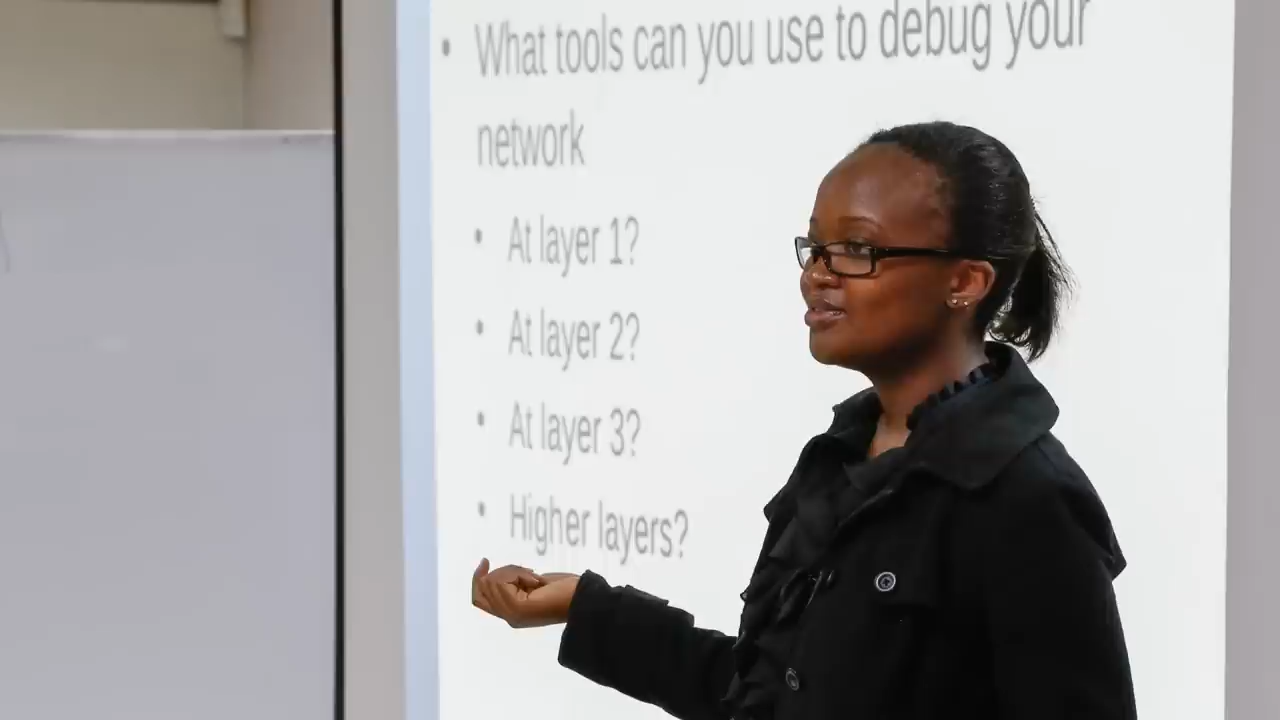 • What tools can you use to debug your
network
• At layer 1?
• At layer 2?
• At layer 3?
• Higher layers?